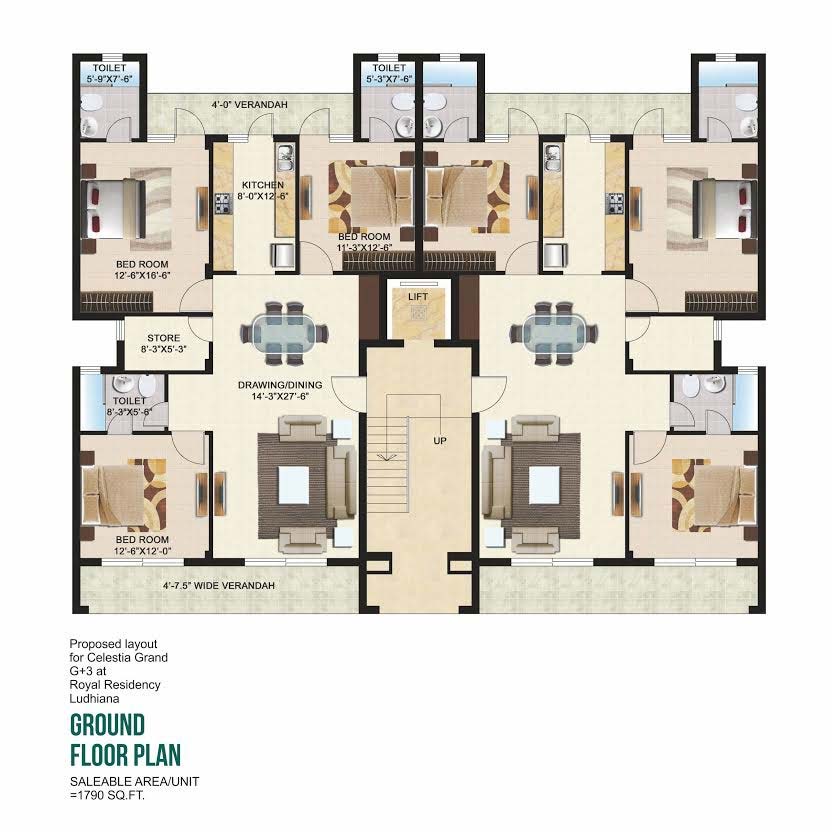 TOILET
5'-9"X7'-6"
TOILET
5'-3"X7'-6"
4'-0" VERANDAH
KITCHEN
8'-0"X12'-6"
BED ROOM
11'-3"X12'-6"
BED ROOM
12'-6"X16'-6"
LIFT
STORE
8'-3"X5'-3"
DRAWING/DINING
14'-3"X27'-6"
TOILET
8'-3"X5'-6"
UP
BED ROOM
12'-6"X12'-0"
4'-7.5" WIDE VERANDAH
Proposed layout
for Celestia Grand
G+3 at
Royal Residency
Ludhiana
GROUND
FLOOR PLAN
SALEABLE AREA/UNIT
=1790 SQ.FT.